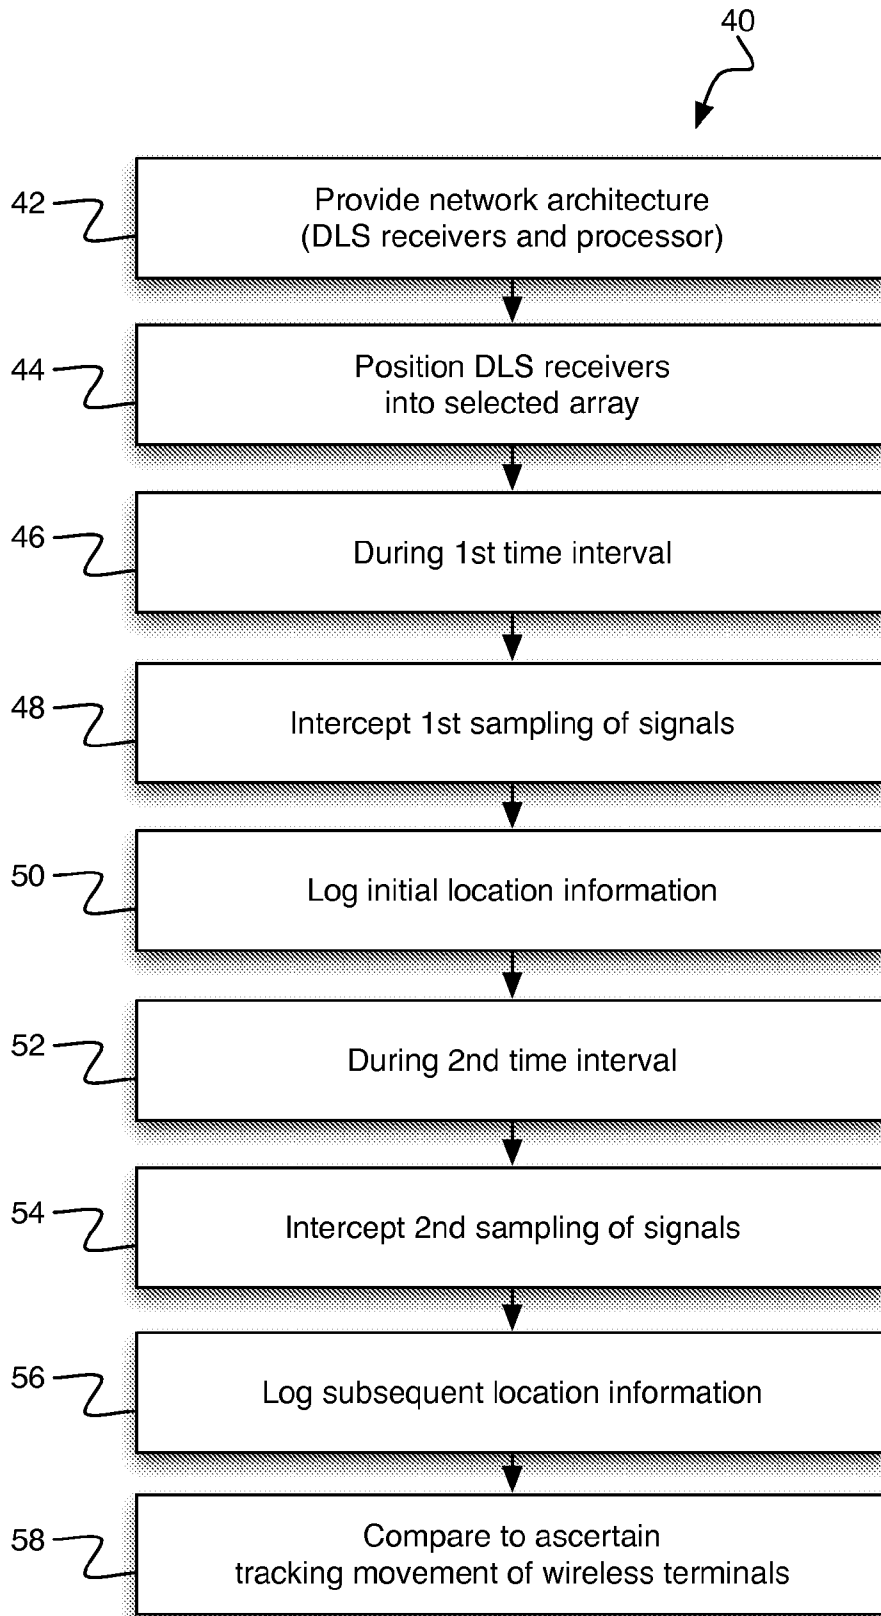 40
42
Provide network architecture
(DLS receivers and processor)
44
Position DLS receivers
into selected array
46
During 1st time interval
48
Intercept 1st sampling of signals
50
Log initial location information
52
During 2nd time interval
54
Intercept 2nd sampling of signals
56
Log subsequent location information
58
Compare to ascertain
tracking movement of wireless terminals